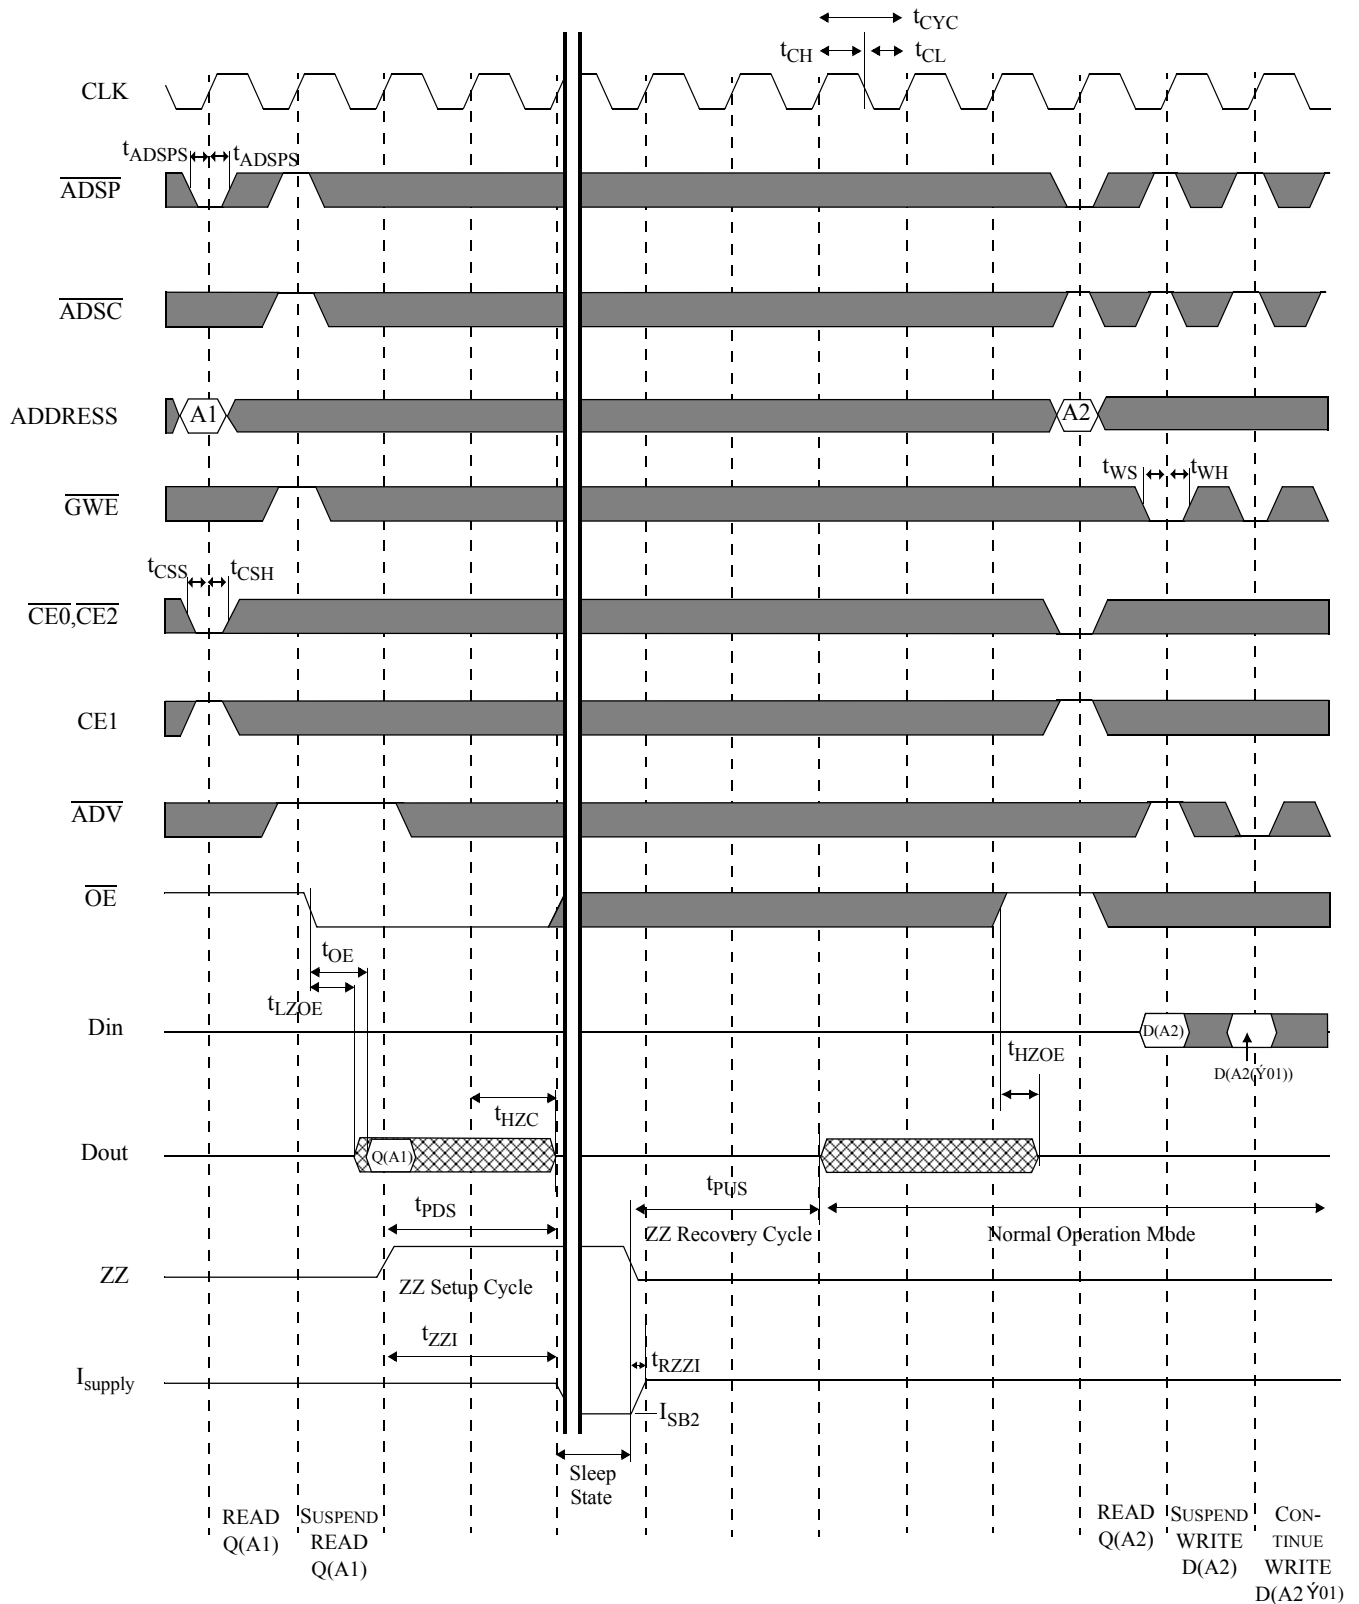 tCYC
tCH
tCL
CLK
tADSPS
tADSPS
ADSP
ADSC
ADDRESS
A1
A2
tWS
tWH
GWE
tCSS
tCSH
CE0,CE2
CE1
ADV
OE
tOE
tLZOE
Din
D(A2)
tHZOE
D(A2(Ý01))
tHZC
Dout
Q(A1)
tPUS
tPDS
ZZ Recovery Cycle
Normal Operation Mode
ZZ
ZZ Setup Cycle
tZZI
tRZZI
Isupply
ISB2
Sleep
State
READ
Q(A1)
SUSPEND
READ
Q(A1)
READ
Q(A2)
SUSPEND
WRITE
D(A2)
CON-
TINUE
WRITE
D(A2Ý01)